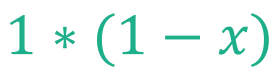 1 ∗ (1 − x)